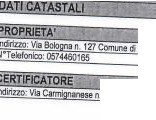 DATI CATASTALI
PROPRIETA'
Indirizzo: Via Bologna n. 127 Comune di
N°Telefonico: 0574460165
CERTIFICATORE
Indirizzo: Via Carmignanese n